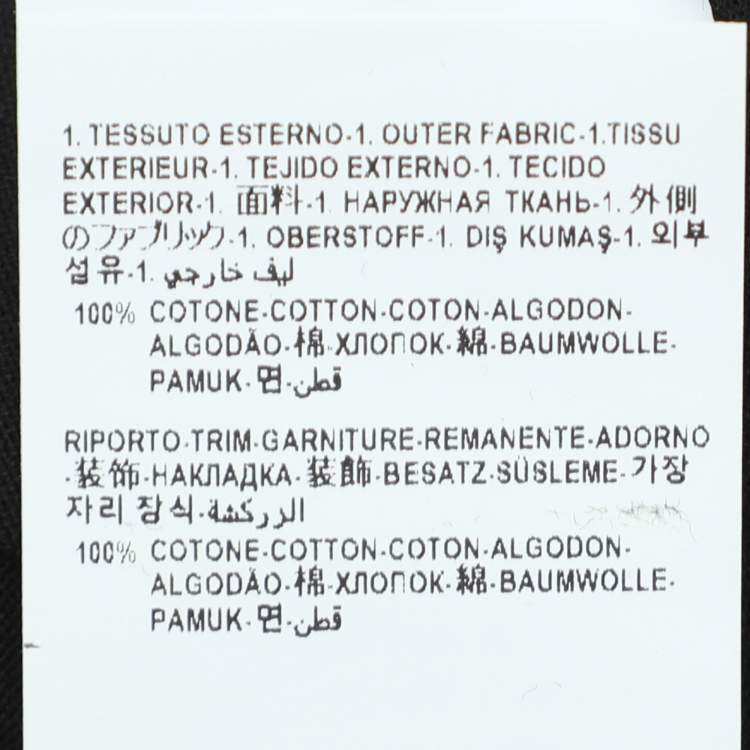 1. TESSUTO ESTERNO-1. OUTER FABRIC-1.TISSU
EXTERIEUR-1. TEJIDO EXTERNO-1. TECIDO
EXTERIOR-1. 面料-1. НАРУЖНАЯ ТКАНЬ-1. 外側
のファブリック-1. OBERSTOFF-1. DIŞ KUMAŞ-1. 외부
섬유-1. ليف خارجي
100% COTONE-COTTON-COTON-ALGODON-
ALGODÃO-棉-ХЛОПОК-綿-BAUMWOLLE-
PAMUK-면-قطن
RIPORTO-TRIM-GARNITURE-REMANENTE-ADORNO
-装饰-НАКЛАДКА-装飾-BESATZ-SÜSLEME-가장
자리 장식-الزركشة
100% COTONE-COTTON-COTON-ALGODON-
ALGODÃO-棉-ХЛОПОК-綿-BAUMWOLLE-
PAMUK-면-قطن